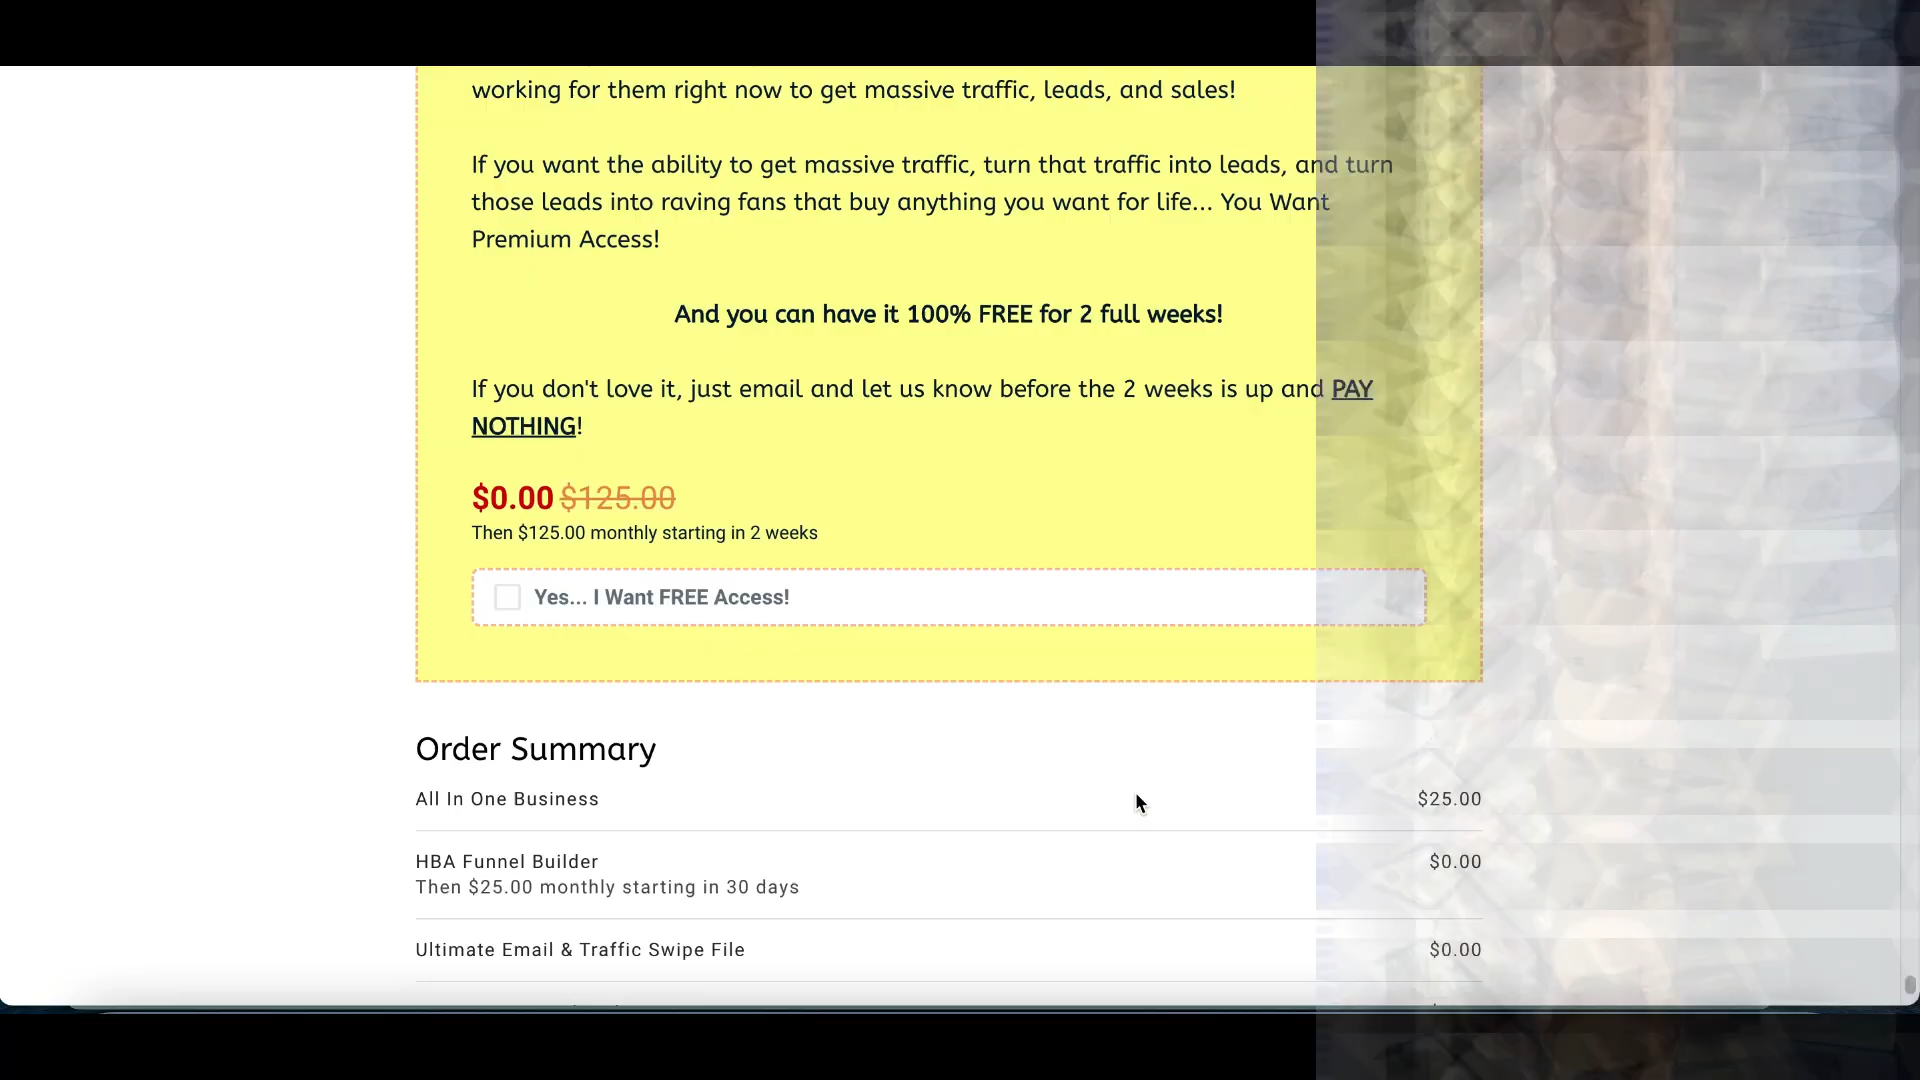 working for them right now to get massive traffic, leads, and sales!
If you want the ability to get massive traffic, turn that traffic into leads, and turn
those leads into raving fans that buy anything you want for life... You Want
Premium Access!
And you can have it 100% FREE for 2 full weeks!
If you don't love it, just email and let us know before the 2 weeks is up and PAY
NOTHING!
$0.00 $125.00
Then $125.00 monthly starting in 2 weeks
Yes... I Want FREE Access!
Order Summary
All In One Business $25.00
HBA Funnel Builder $0.00
Then $25.00 monthly starting in 30 days
Ultimate Email & Traffic Swipe File $0.00